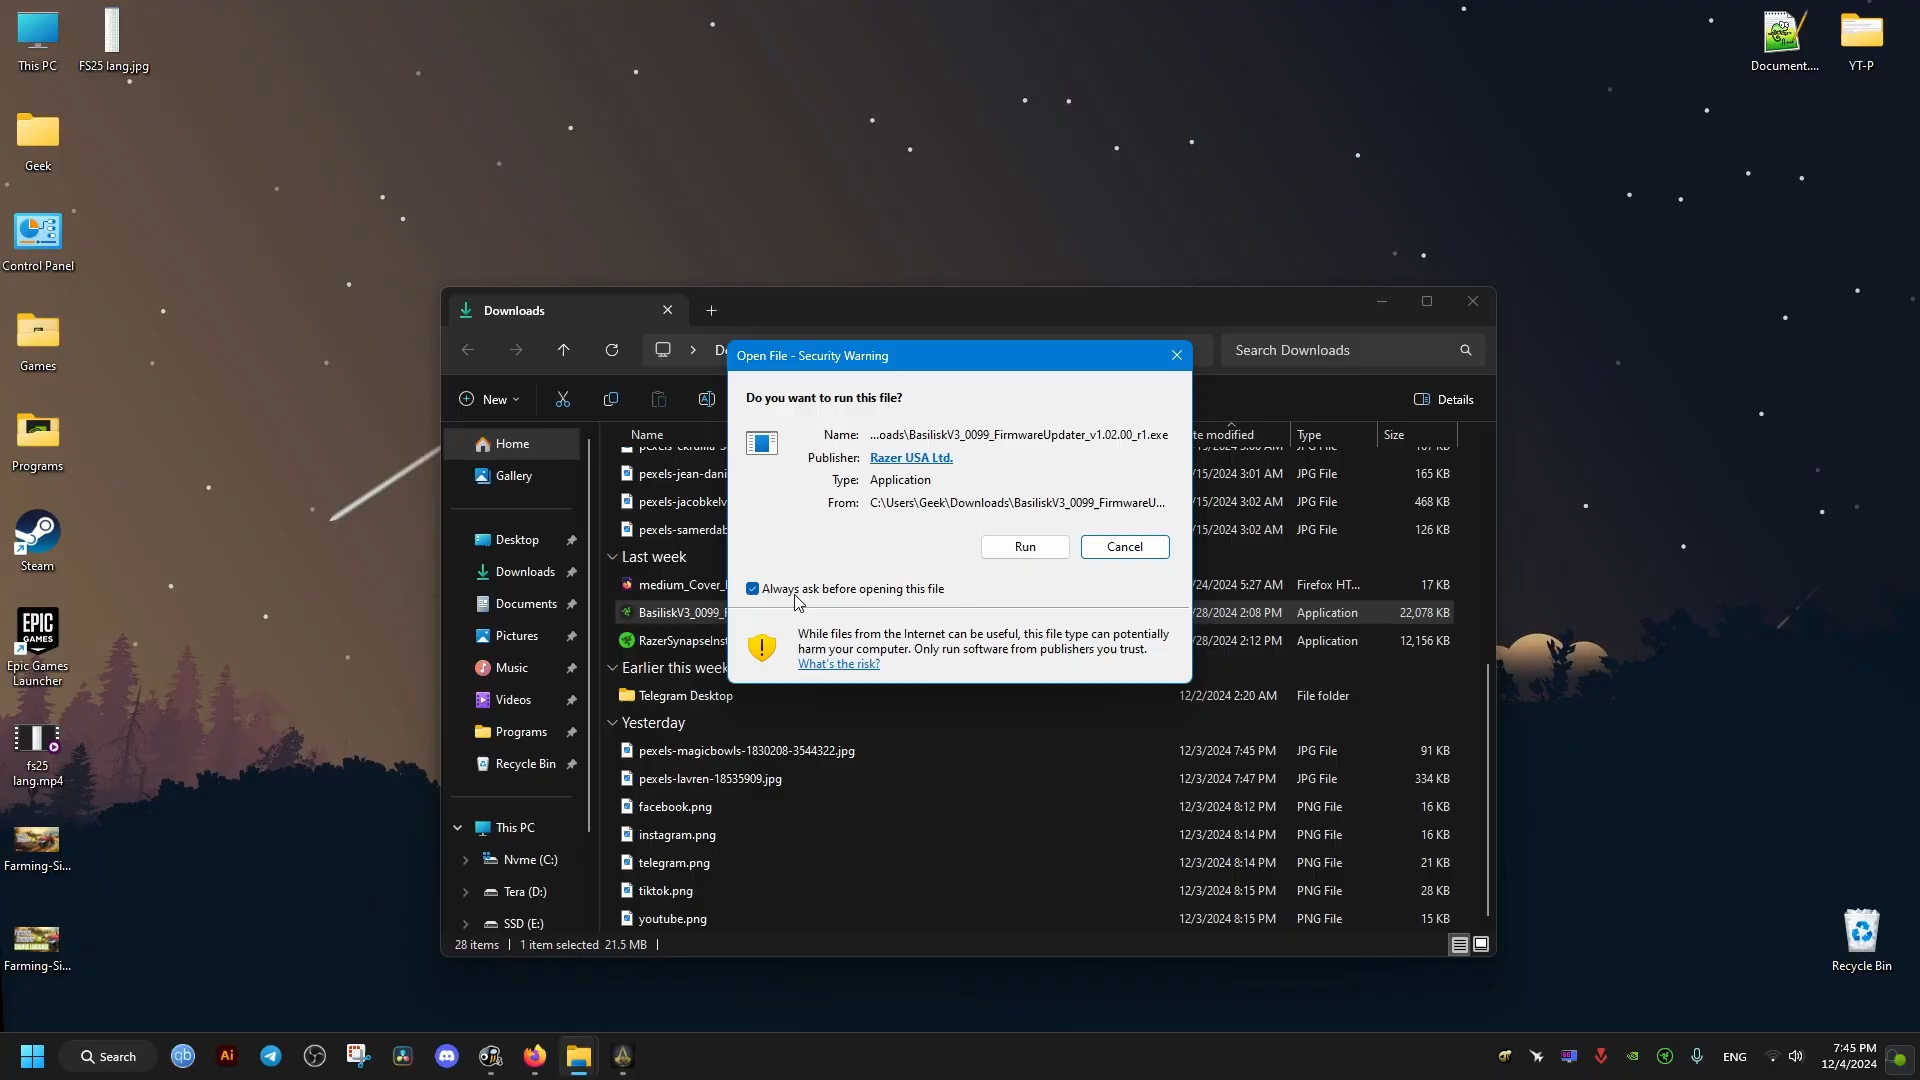 This PC
FS25 lang.jpg
Document....
YT-P
Geek
Control Panel
Games
Programs
Steam
EPIC
GAMES
Epic Games
Launcher
fs25
lang.mp4
Farming-Si...
Farming-Si...
Recycle Bin
Downloads
Search Downloads
New
Details
Home
Gallery
Desktop
Downloads
Documents
Pictures
Music
Videos
Programs
Recycle Bin
This PC
Nvme (C:)
Tera (D:)
SSD (E:)
Name
te modified
Type
Size
pexels-jean-dani
/15/2024 3:01 AM
JPG File
165 KB
pexels-jacobkelv
/15/2024 3:02 AM
JPG File
468 KB
pexels-samerdab
/15/2024 3:02 AM
JPG File
126 KB
Last week
medium_Cover_
/24/2024 5:27 AM
Firefox HT...
17 KB
BasiliskV3_0099_F
/28/2024 2:08 PM
Application
22,078 KB
RazerSynapseInst
/28/2024 2:12 PM
Application
12,156 KB
Earlier this week
Telegram Desktop
12/2/2024 2:20 AM
File folder
Yesterday
pexels-magicbowls-1830208-3544322.jpg
12/3/2024 7:45 PM
JPG File
91 KB
pexels-lavren-18535909.jpg
12/3/2024 7:47 PM
JPG File
334 KB
facebook.png
12/3/2024 8:12 PM
PNG File
16 KB
instagram.png
12/3/2024 8:14 PM
PNG File
16 KB
telegram.png
12/3/2024 8:14 PM
PNG File
21 KB
tiktok.png
12/3/2024 8:15 PM
PNG File
28 KB
youtube.png
12/3/2024 8:15 PM
PNG File
15 KB
28 items
1 item selected 21.5 MB
Open File - Security Warning
Do you want to run this file?
Name: ...oads\BasiliskV3_0099_FirmwareUpdater_v1.02.00_r1.exe
Publisher: Razer USA Ltd.
Type: Application
From: C:\Users\Geek\Downloads\BasiliskV3_0099_FirmwareU...
Run
Cancel
Always ask before opening this file
While files from the Internet can be useful, this file type can potentially
harm your computer. Only run software from publishers you trust.
What's the risk?
Search
qb
Ai
ENG
7:45 PM
12/4/2024